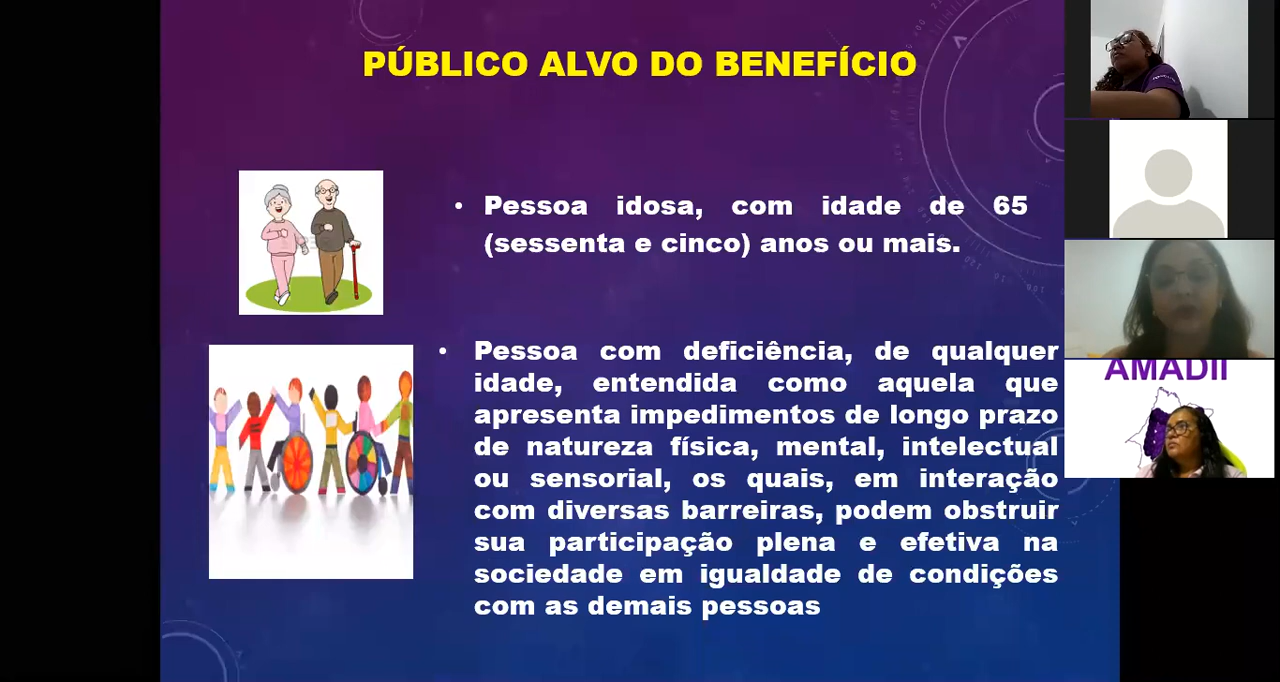 PÚBLICO ALVO DO BENEFÍCIO
• Pessoa idosa, com idade de 65
(sessenta e cinco) anos ou mais.
• Pessoa com deficiência, de qualquer
idade, entendida como aquela que
apresenta impedimentos de longo prazo
de natureza física, mental, intelectual
ou sensorial, os quais, em interação
com diversas barreiras, podem obstruir
sua participação plena e efetiva na
sociedade em igualdade de condições
com as demais pessoas
AMADII